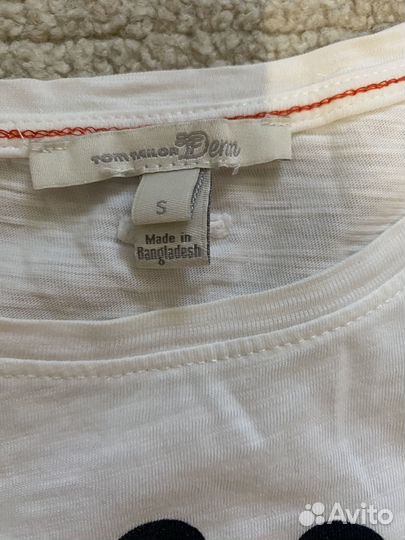 TOM TAILOR Denim
S
Made in
Bangladesh
Avito